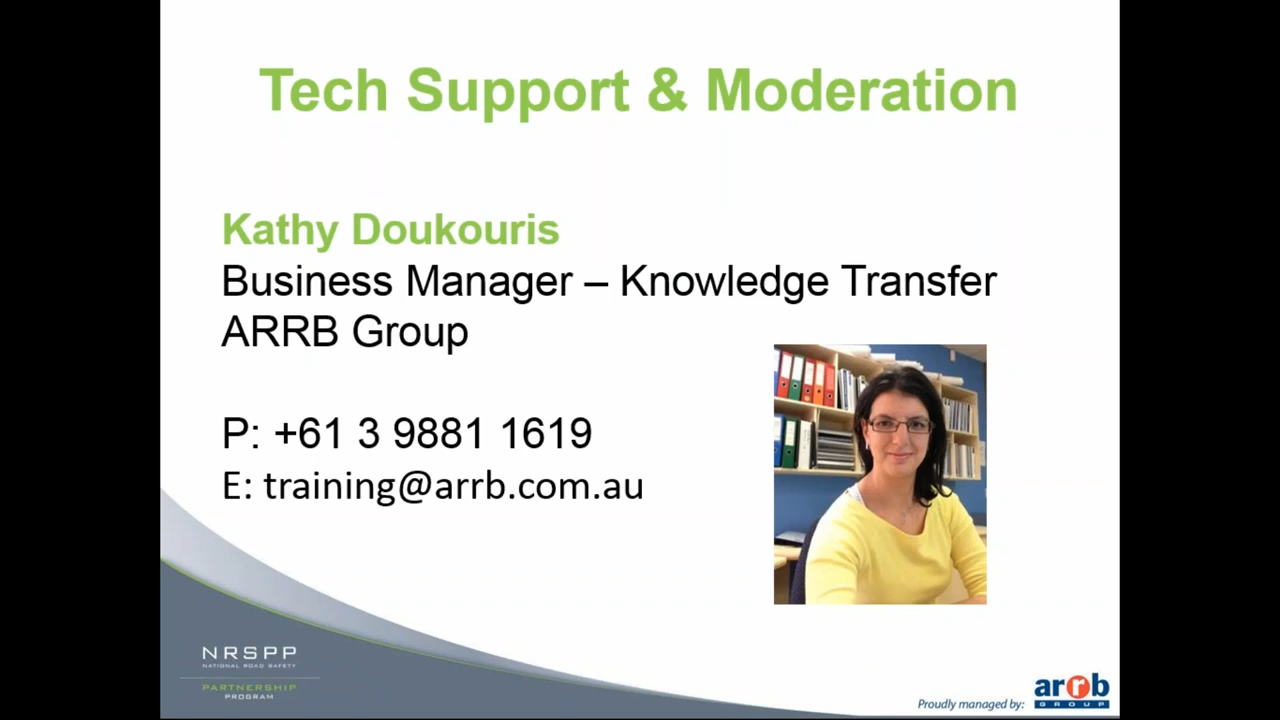 Tech Support & Moderation
Kathy Doukouris
Business Manager – Knowledge Transfer
ARRB Group
P: +61 3 9881 1619
E: training@arrb.com.au
NRSPP
NATIONAL ROAD SAFETY
PARTNERSHIP
PROGRAM
Proudly managed by:
arrb
GROUP